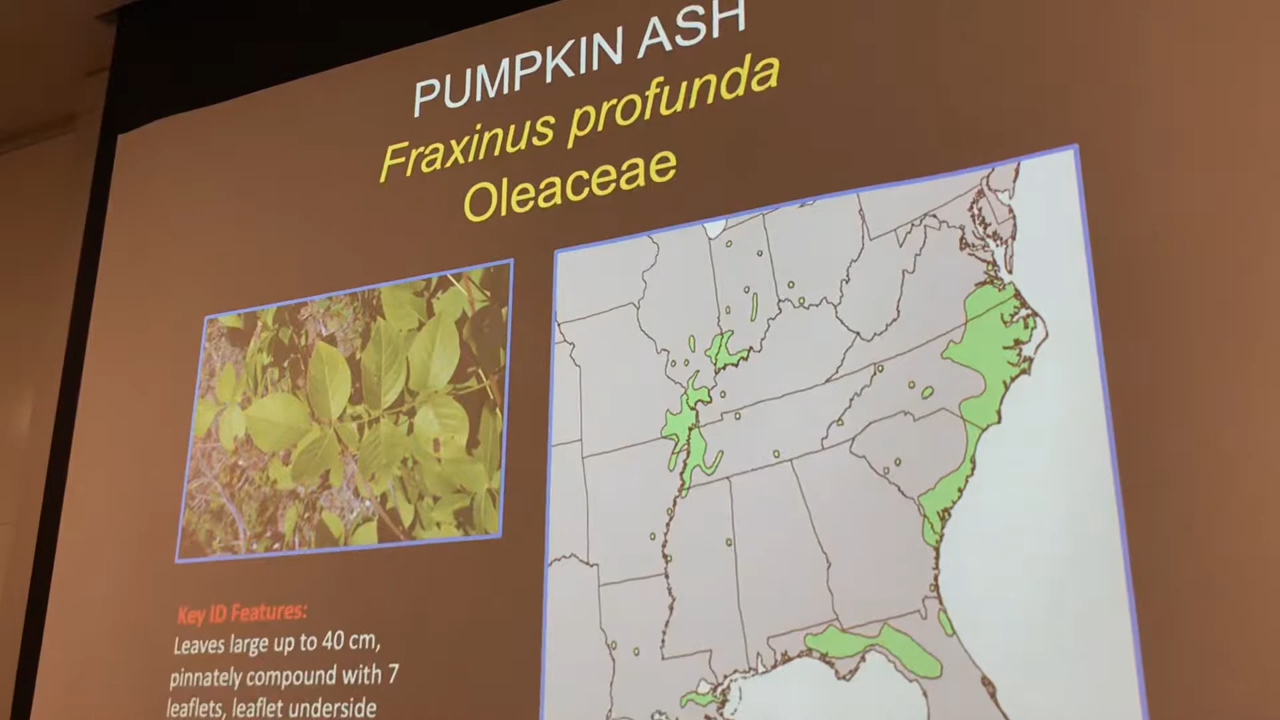 PUMPKIN ASH
Fraxinus profunda
Oleaceae
Key ID Features:
Leaves large up to 40 cm,
pinnately compound with 7
leaflets, leaflet underside